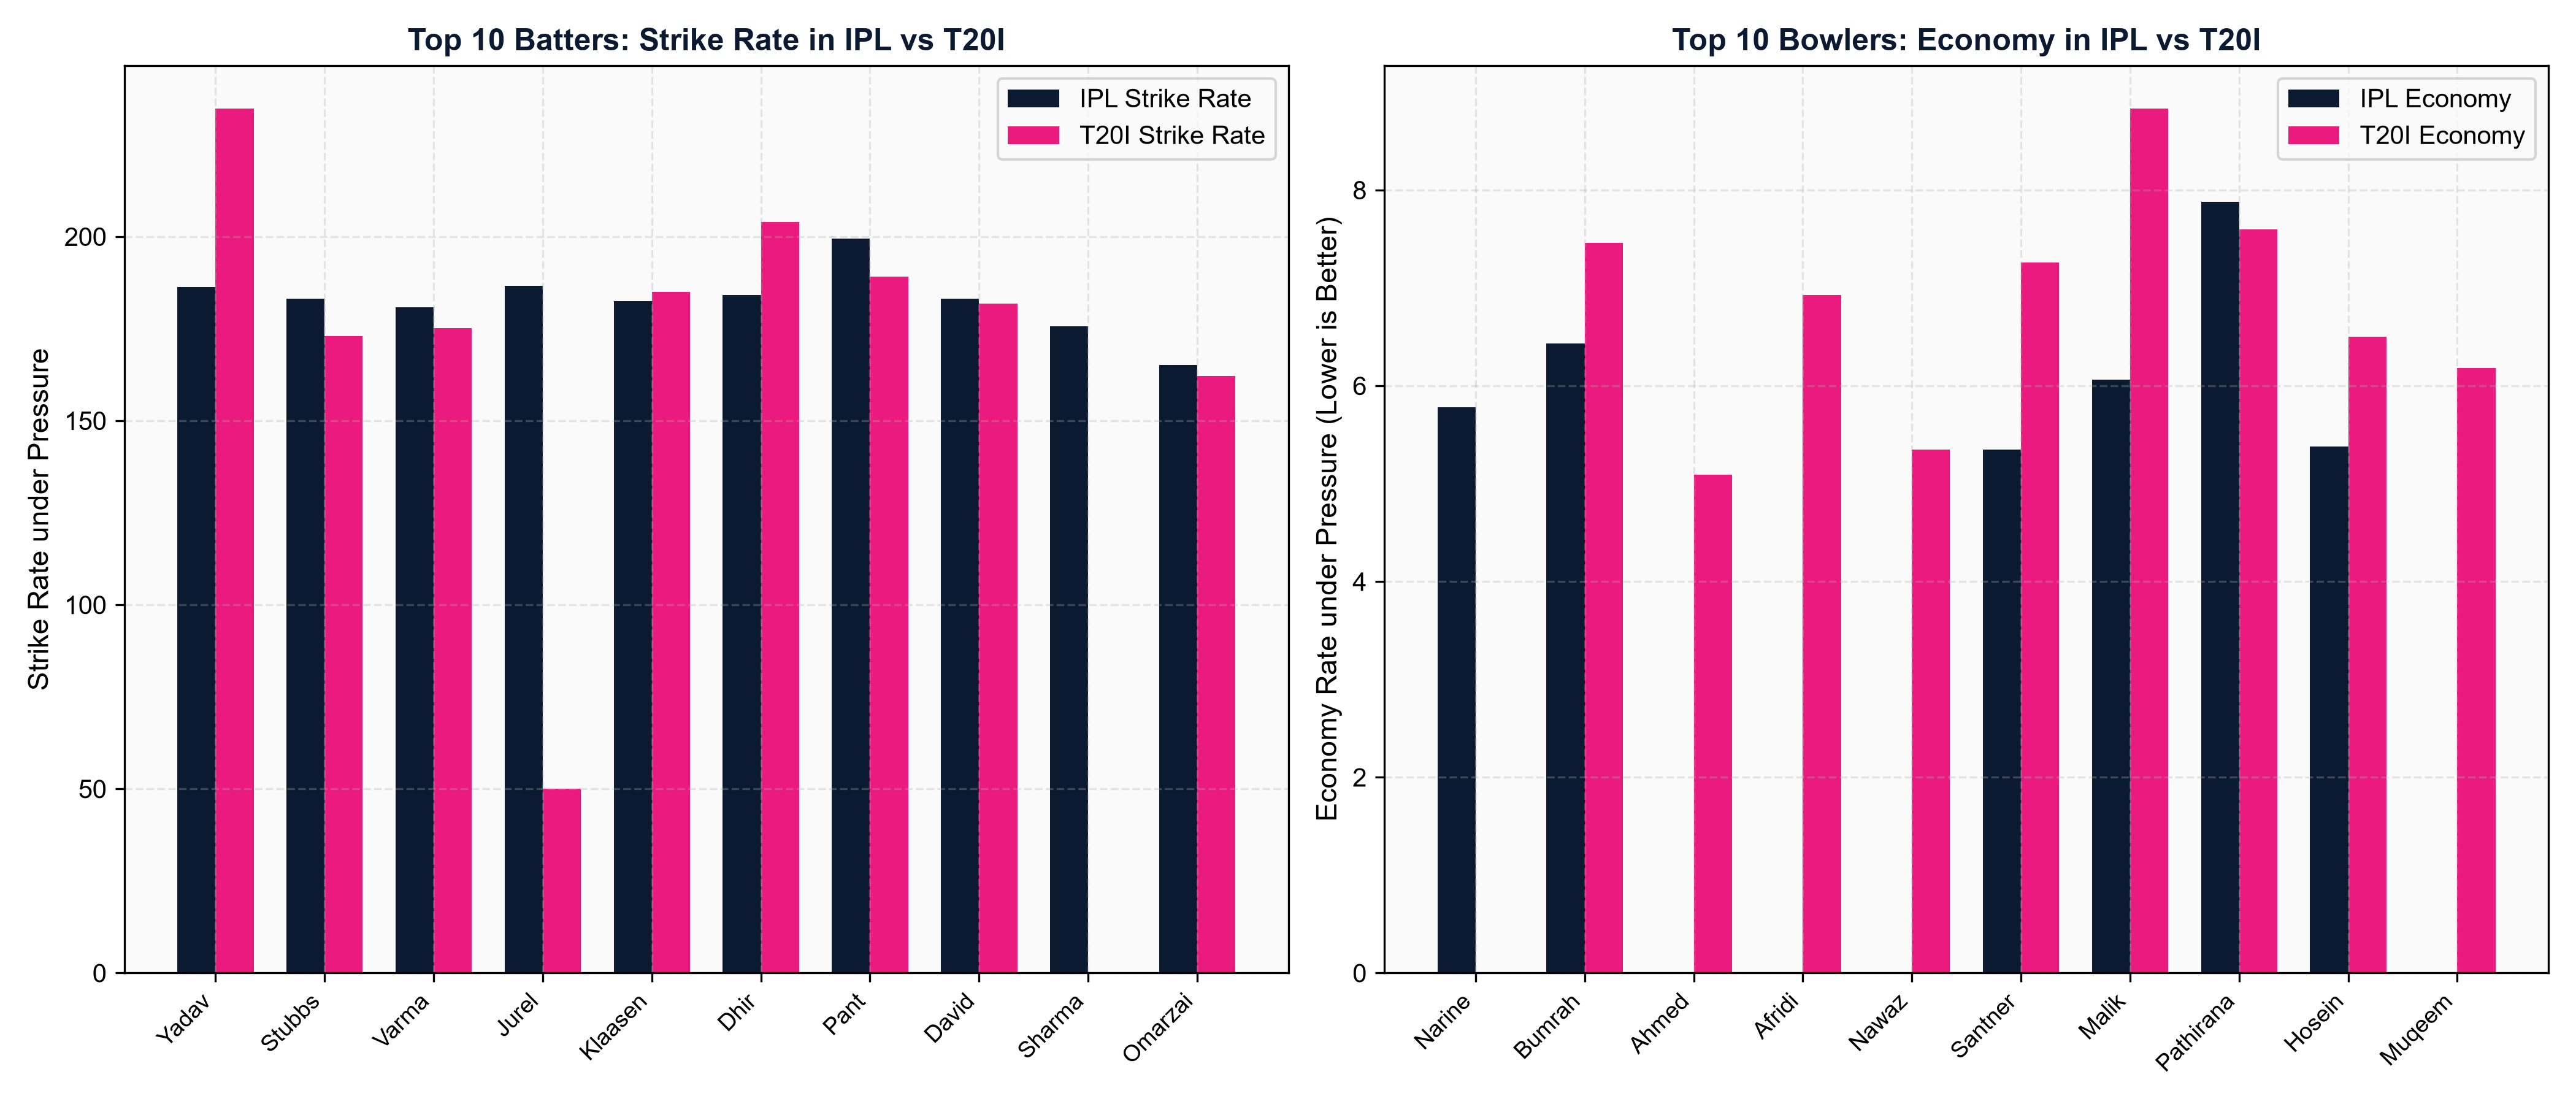 Top 10 Batters: Strike Rate in IPL vs T20I
IPL Strike Rate
T20I Strike Rate
Strike Rate under Pressure
200
150
100
50
0
Yadav
Stubbs
Varma
Jurel
Klaasen
Dhir
Pant
David
Sharma
Omarzai
Top 10 Bowlers: Economy in IPL vs T20I
IPL Economy
T20I Economy
Economy Rate under Pressure (Lower is Better)
8
6
4
2
0
Narine
Bumrah
Ahmed
Afridi
Nawaz
Santner
Malik
Pathirana
Hosein
Muqeem